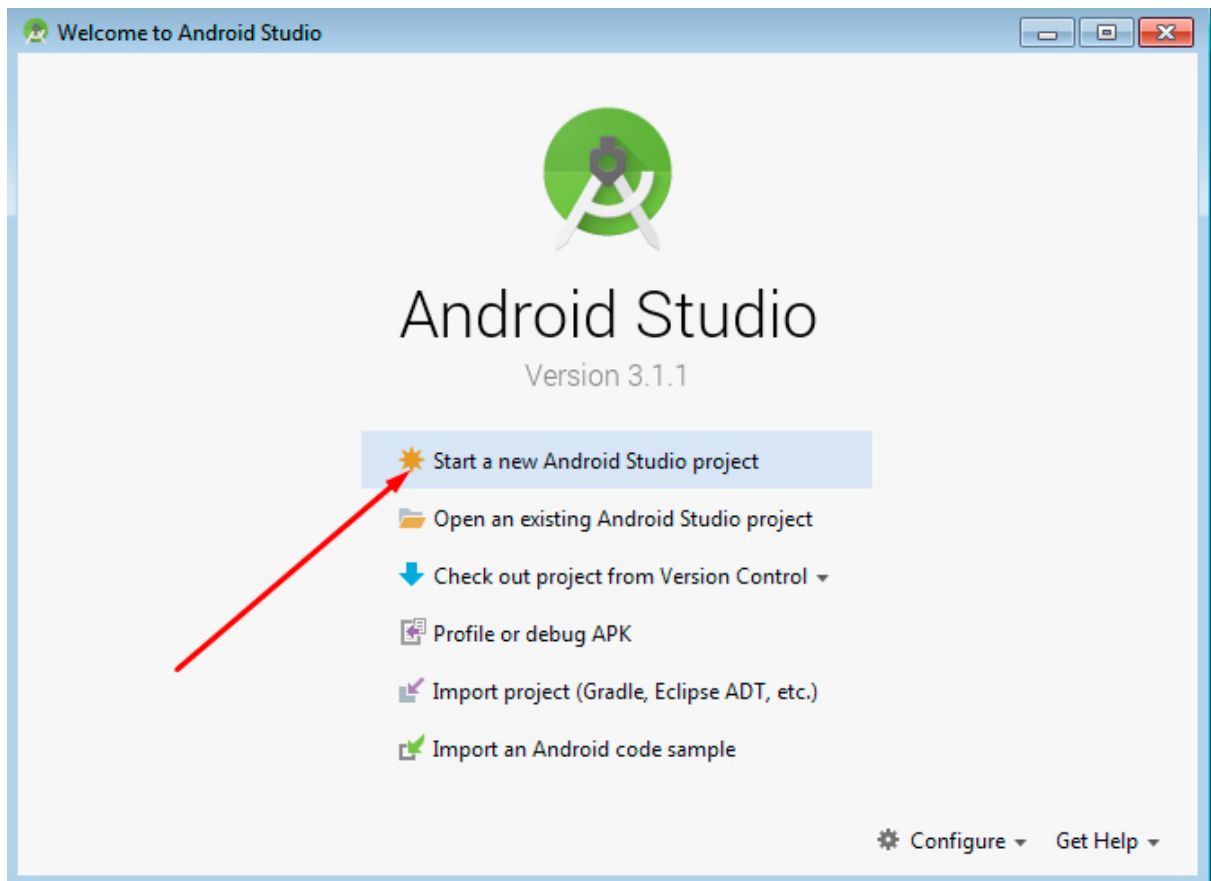 Welcome to Android Studio
Android Studio
Version 3.1.1
Start a new Android Studio project
Open an existing Android Studio project
Check out project from Version Control
Profile or debug APK
Import project (Gradle, Eclipse ADT, etc.)
Import an Android code sample
Configure Get Help